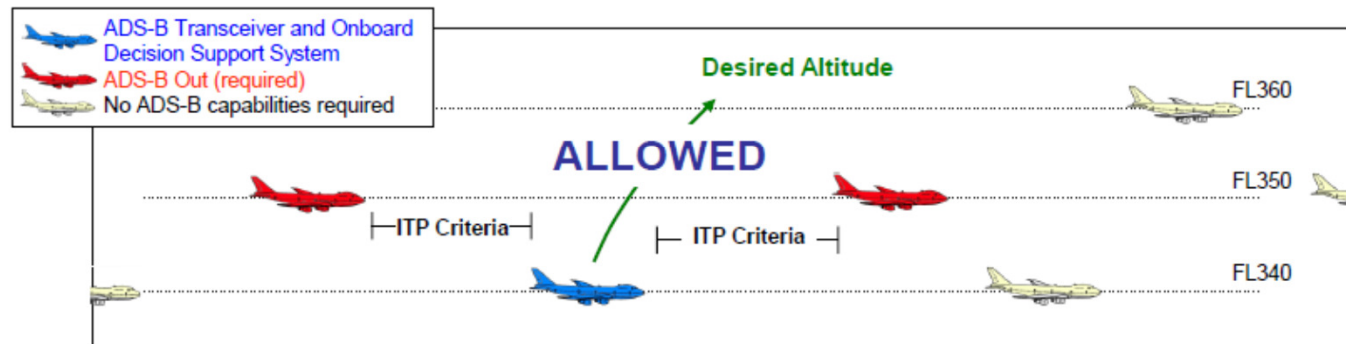 ADS-B Transceiver and Onboard
Decision Support System
ADS-B Out (required)
No ADS-B capabilities required
Desired Altitude
FL360
ALLOWED
FL350
ITP Criteria
ITP Criteria
FL340